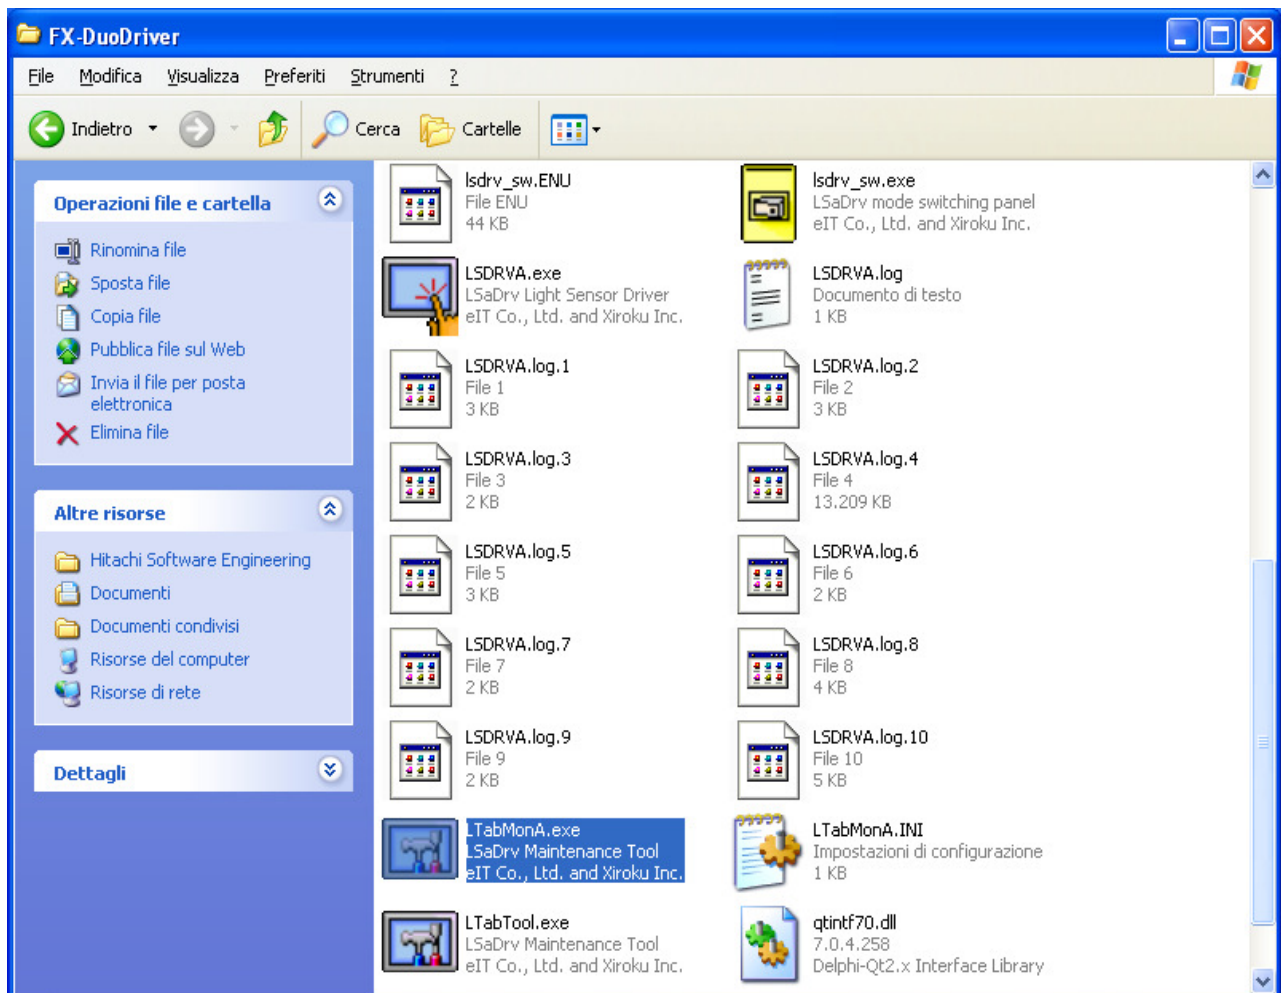 FX-DuoDriver
File Modifica Visualizza Preferiti Strumenti ?
Indietro Cerca Cartelle
Operazioni file e cartella
Rinomina file
Sposta file
Copia file
Pubblica file sul Web
Invia il file per posta
elettronica
Elimina file
Altre risorse
Hitachi Software Engineering
Documenti
Documenti condivisi
Risorse del computer
Risorse di rete
Dettagli
lsdrv_sw.ENU
File ENU
44 KB
lsdrv_sw.exe
LSaDrv mode switching panel
eIT Co., Ltd. and Xiroku Inc.
LSDRVA.exe
LSaDrv Light Sensor Driver
eIT Co., Ltd. and Xiroku Inc.
LSDRVA.log
Documento di testo
1 KB
LSDRVA.log.1
File 1
3 KB
LSDRVA.log.2
File 2
3 KB
LSDRVA.log.3
File 3
2 KB
LSDRVA.log.4
File 4
13.209 KB
LSDRVA.log.5
File 5
3 KB
LSDRVA.log.6
File 6
2 KB
LSDRVA.log.7
File 7
2 KB
LSDRVA.log.8
File 8
4 KB
LSDRVA.log.9
File 9
2 KB
LSDRVA.log.10
File 10
5 KB
LTabMonA.exe
LSaDrv Maintenance Tool
eIT Co., Ltd. and Xiroku Inc.
LTabMonA.INI
Impostazioni di configurazione
1 KB
LTabTool.exe
LSaDrv Maintenance Tool
eIT Co., Ltd. and Xiroku Inc.
qtintf70.dll
7.0.4.258
Delphi-Qt2.x Interface Library